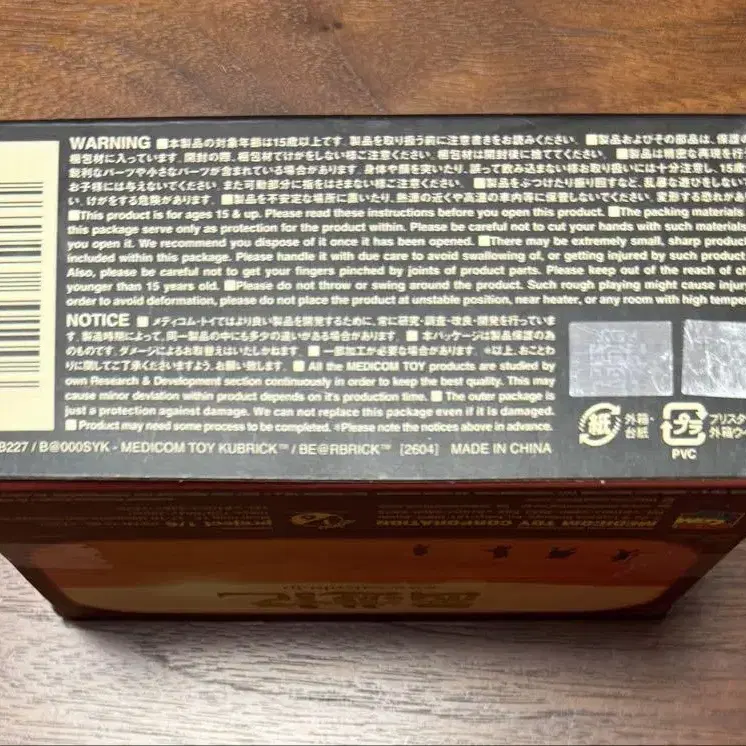 WARNING ■本製品の対象年齢は15歳以上です。製品を取り扱う前に注意書きをお読みください。■製品およびその部品は、保護の
梱包材に入っています。開封の際、梱包材でけがをしない様ご注意ください。梱包材は開封後に捨ててください。■製品は精密な再現を行
鋭利なパーツや小さなパーツが含まれている場合があります。身体や顔を突いたり、誤って飲み込まない様お取り扱いには十分注意し、15歳
お子様には与えないでください。また可動部分に指をはさまない様ご注意ください。■製品をぶつけたり振り回すなど、乱暴な遊びをしない
い。けがをする危険があります。■製品を不安定な場所に置いたり、熱源の近くや高温の車内等に保管しないでください。変形する恐れがあ
■This product is for ages 15 & up. Please read these instructions before you open this product. ■The packing materials
this package serve only as protection for the product within. Please be careful not to cut your hands with such materials
you open it. We recommend you dispose of it once it has been opened. ■There may be extremely small, sharp produc
included within this package. Please handle it with due care to avoid swallowing of, or getting injured by such product
Also, please be careful not to get your fingers pinched by joints of product parts. Please keep out of the reach of c
younger than 15 years old. ■Please do not throw or swing around the product. Such rough playing might cause injur
order to avoid deformation, please do not place the product at unstable position, near heater, or any room with high tempe
NOTICE ■メディコム・トイではより良い製品を開発するために、常に研究・調査・改良・開発を行っていま
す。製造時期によって、同一製品の中にも多少の違いがある場合があります。■本パッケージは製品保護の為
のものです。ダメージによるお取替えはいたしかねます。■一部加工が必要な場合があります。*以上、おことわ
りに関してご了承くださいますよう、お願い致します。■All the MEDICOM TOY products are studied by
own Research & Development section continuously in order to keep the best quality. This may
cause minor deviation within product depends on it's production time. ■The outer package is
just a protection against damage. We can not replace this package even if it is damaged.
■Product may need some process to be completed. *Please note the notices above in advance.
紙 外箱・
台紙
プラ ブリスタ
外箱ウ
PVC
B227 / B@000SYK - MEDICOM TOY KUBRICK™ / BE@RBRICK™ [2604] MADE IN CHINA
MEDICOM TOY CORPORATION
project 1/6
西遊記